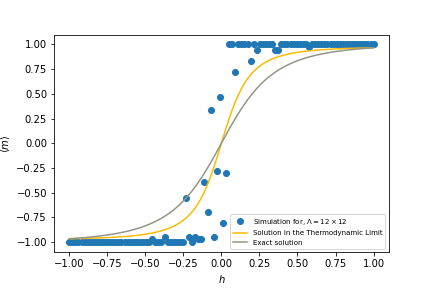 1.00
0.75
0.50
0.25
0.00
−0.25
−0.50
−0.75
−1.00
⟨m⟩
Simulation for, Λ = 12 × 12
Solution in the Thermodynamic Limit
Exact solution
−1.00 −0.75 −0.50 −0.25 0.00 0.25 0.50 0.75 1.00
h